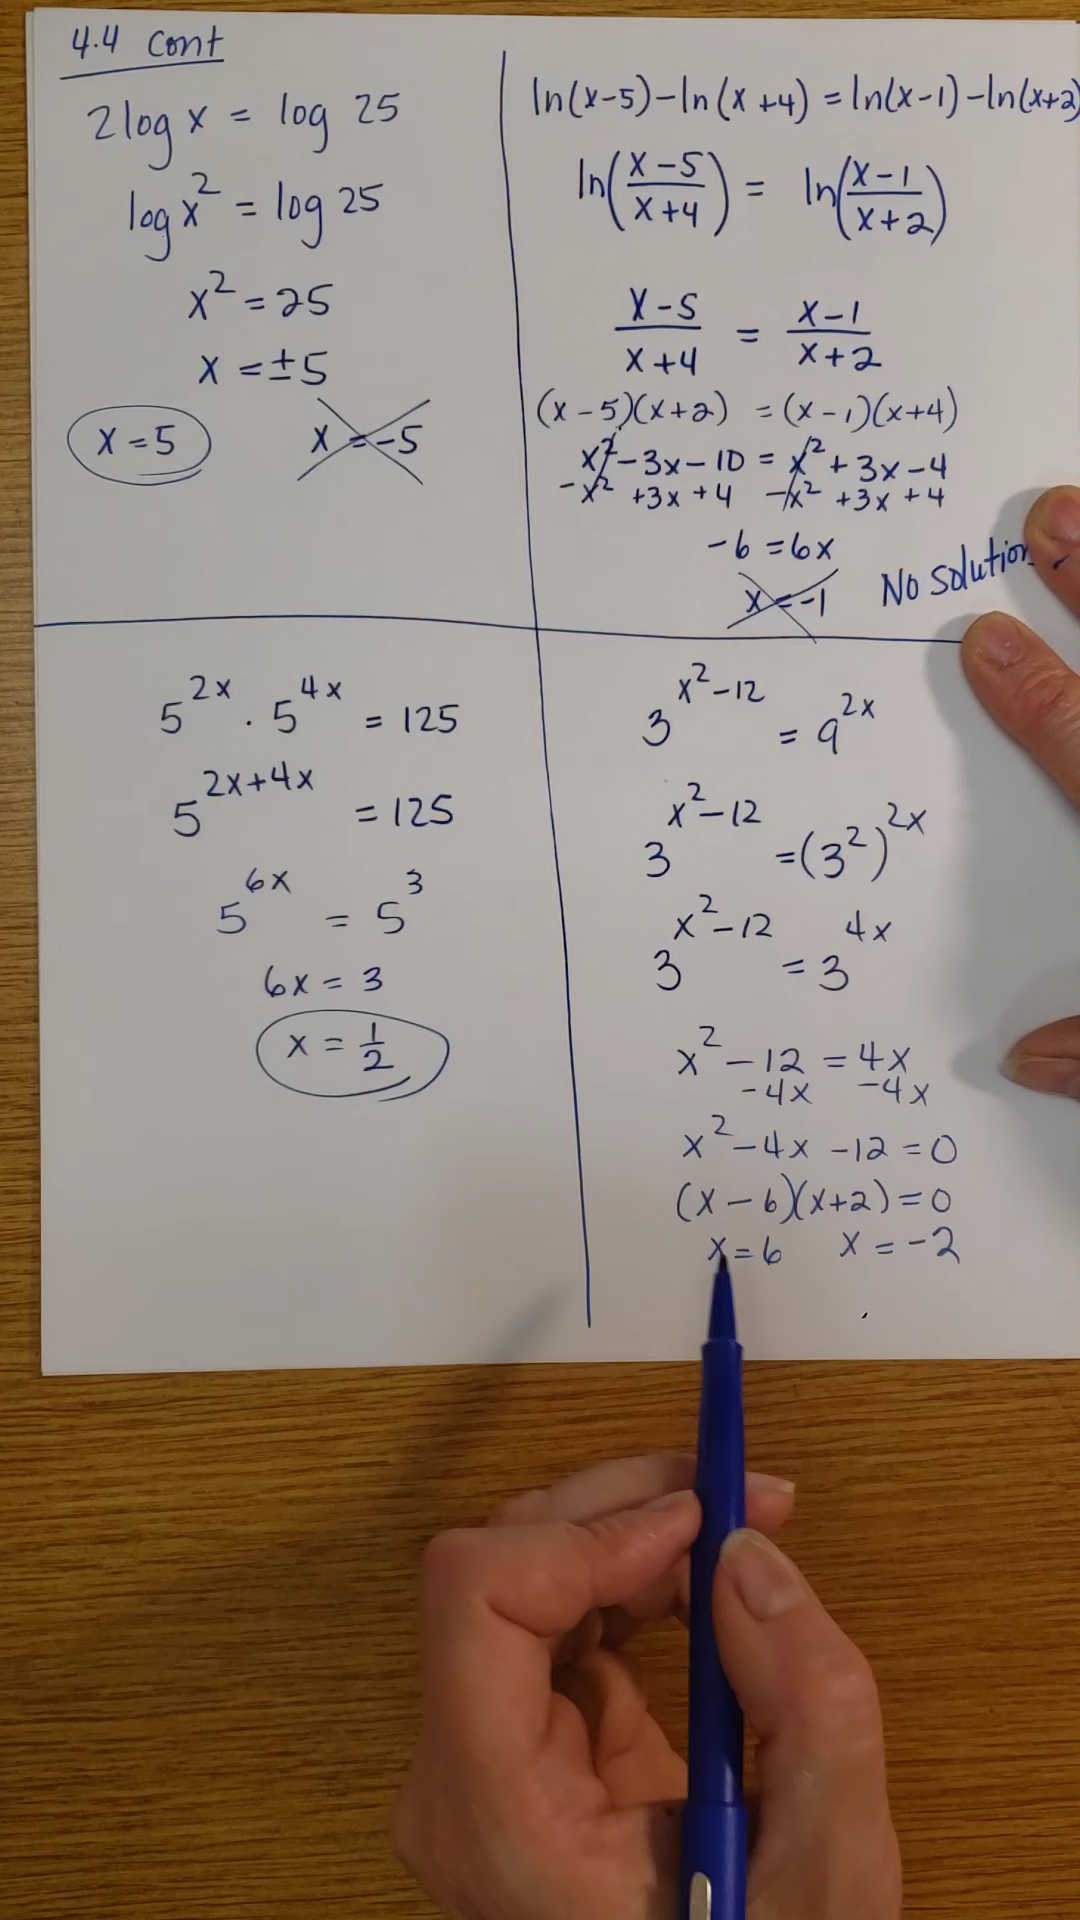 4.4 cont
2log x = log 25
log x² = log 25
x² = 25
x = ±5
x = 5 x = -5
ln(x-5)-ln(x+4) = ln(x-1)-ln(x+2)
ln((x-5)/(x+4)) = ln((x-1)/(x+2))
(x-5)/(x+4) = (x-1)/(x+2)
(x-5)(x+2) = (x-1)(x+4)
x² - 3x - 10 = x² + 3x - 4
-x² +3x +4 -x² +3x +4
-6 = 6x
x = -1 No solution
5^(2x) · 5^(4x) = 125
5^(2x+4x) = 125
5^(6x) = 5³
6x = 3
x = 1/2
3^(x²-12) = 9^(2x)
3^(x²-12) = (3²)^(2x)
3^(x²-12) = 3^(4x)
x² - 12 = 4x
-4x -4x
x² - 4x - 12 = 0
(x - 6)(x+2) = 0
x = 6 x = -2